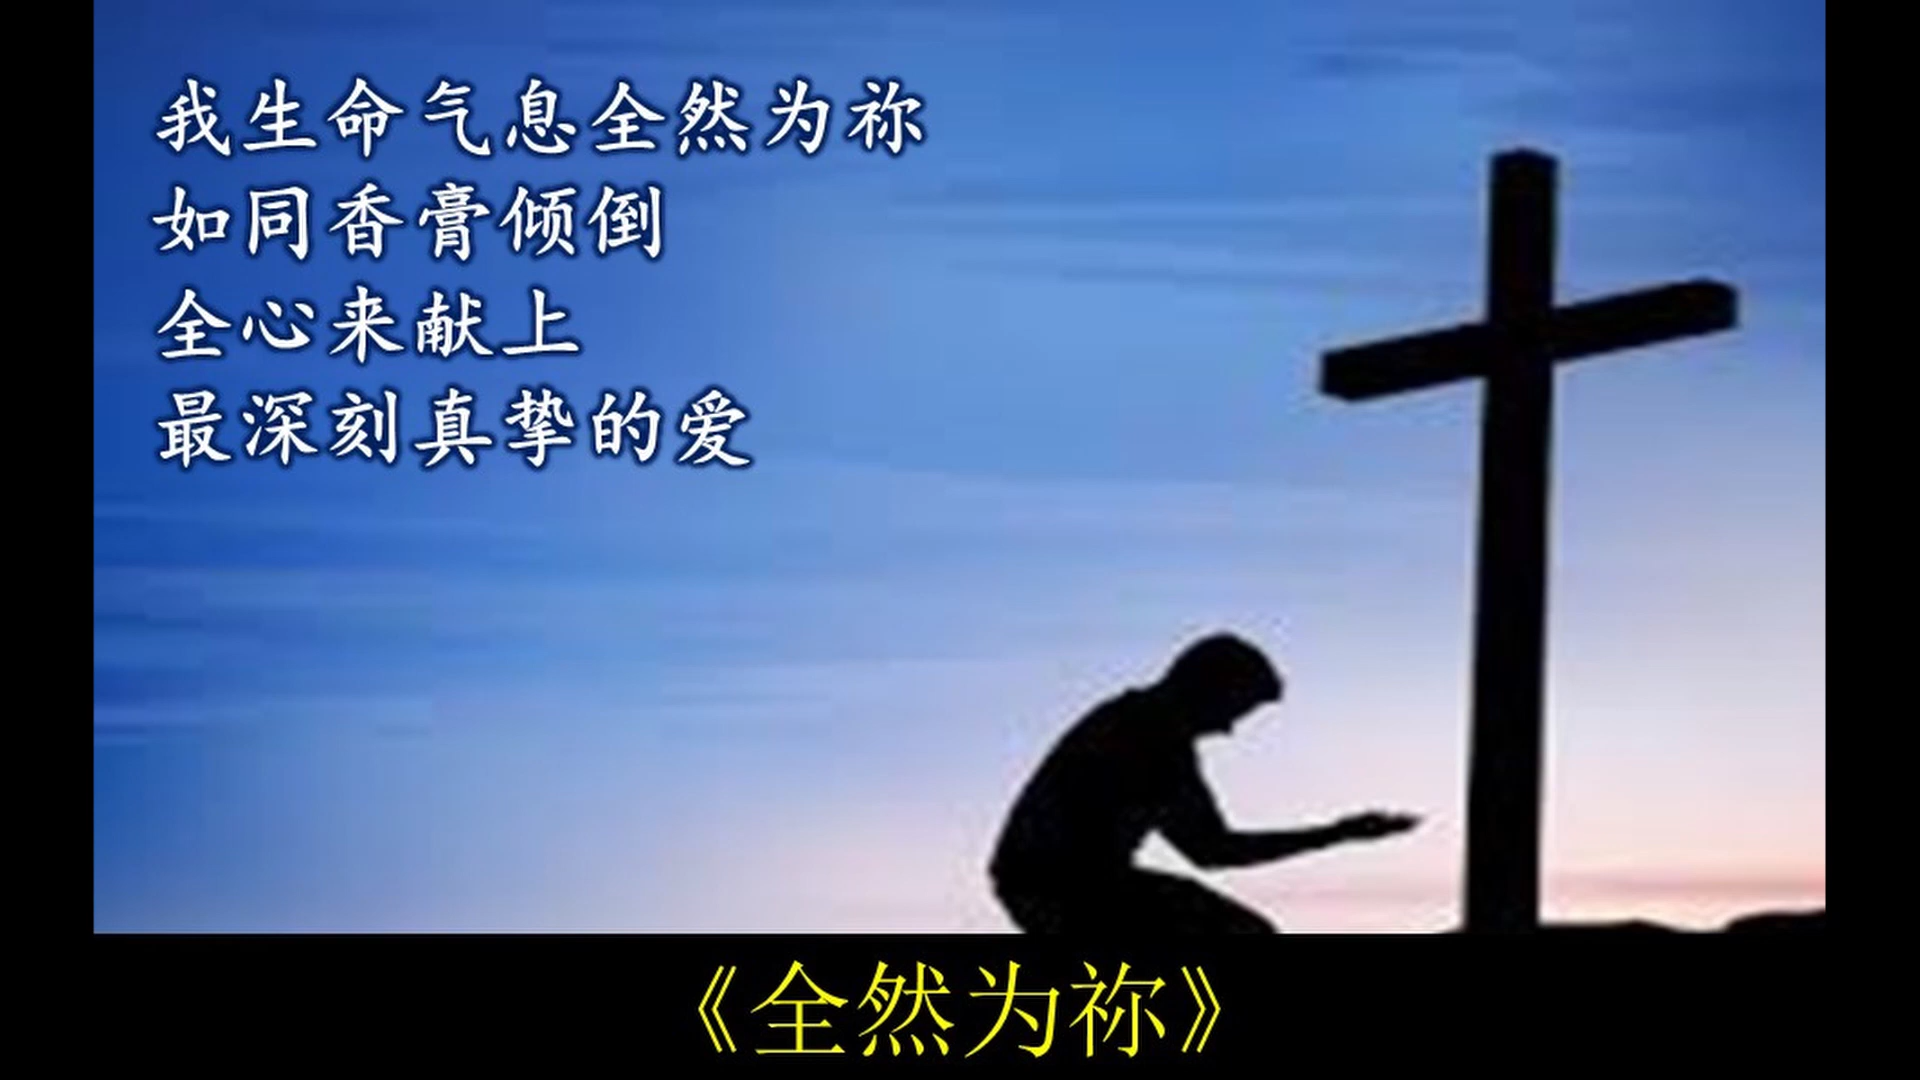 我生命气息全然为祢
如同香膏倾倒
全心来献上
最深刻真挚的爱
《全然为祢》